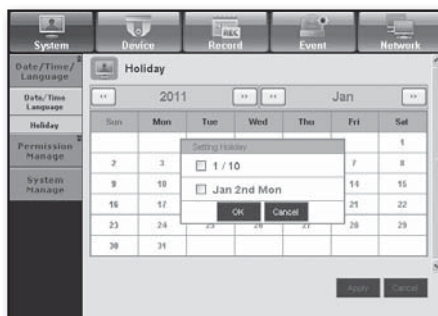 System Device Record Event Network
REC
Date/Time/
Language
Date/Time
Language
Holiday
Permission
Manage
System
Manage
Holiday
<< 2011 >> << Jan >>
Sun Mon Tue Wed Thu Fri Sat
1
2 3 7 8
9 10 14 15
16 17 21 22
23 24 25 26 27 28 29
30 31
Setting Holiday
1 / 10
Jan 2nd Mon
OK Cancel
Apply Cancel